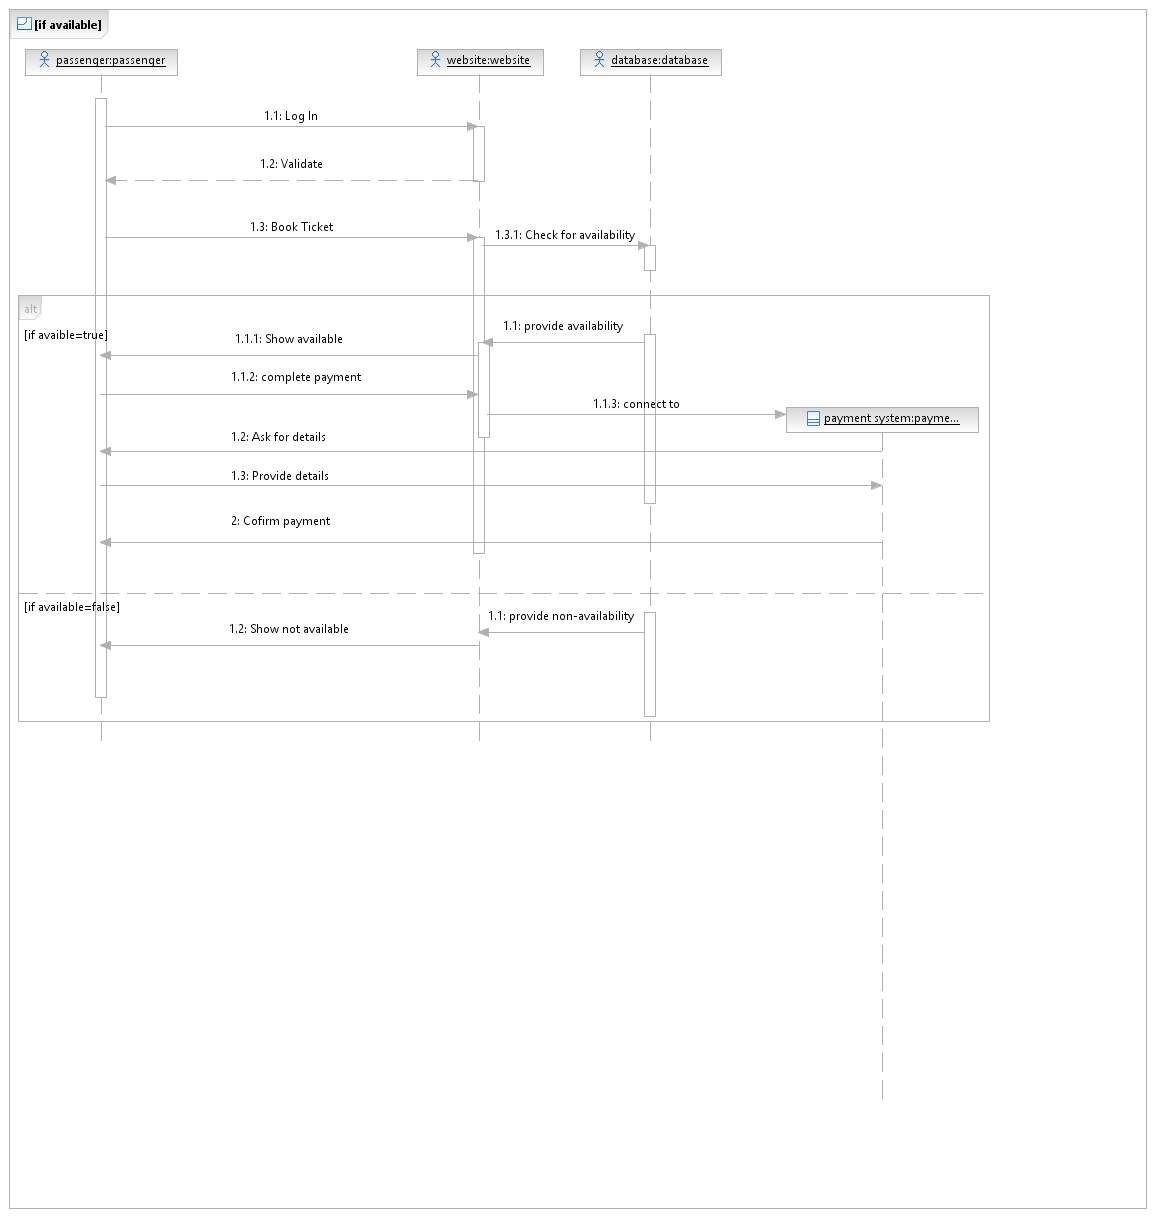 [if available]
passenger:passenger
website:website
database:database
1.1: Log In
1.2: Validate
1.3: Book Ticket
1.3.1: Check for availability
alt
[if avaible=true]
1.1: provide availability
1.1.1: Show available
1.1.2: complete payment
1.1.3: connect to
payment system:payme...
1.2: Ask for details
1.3: Provide details
2: Cofirm payment
[if available=false]
1.1: provide non-availability
1.2: Show not available